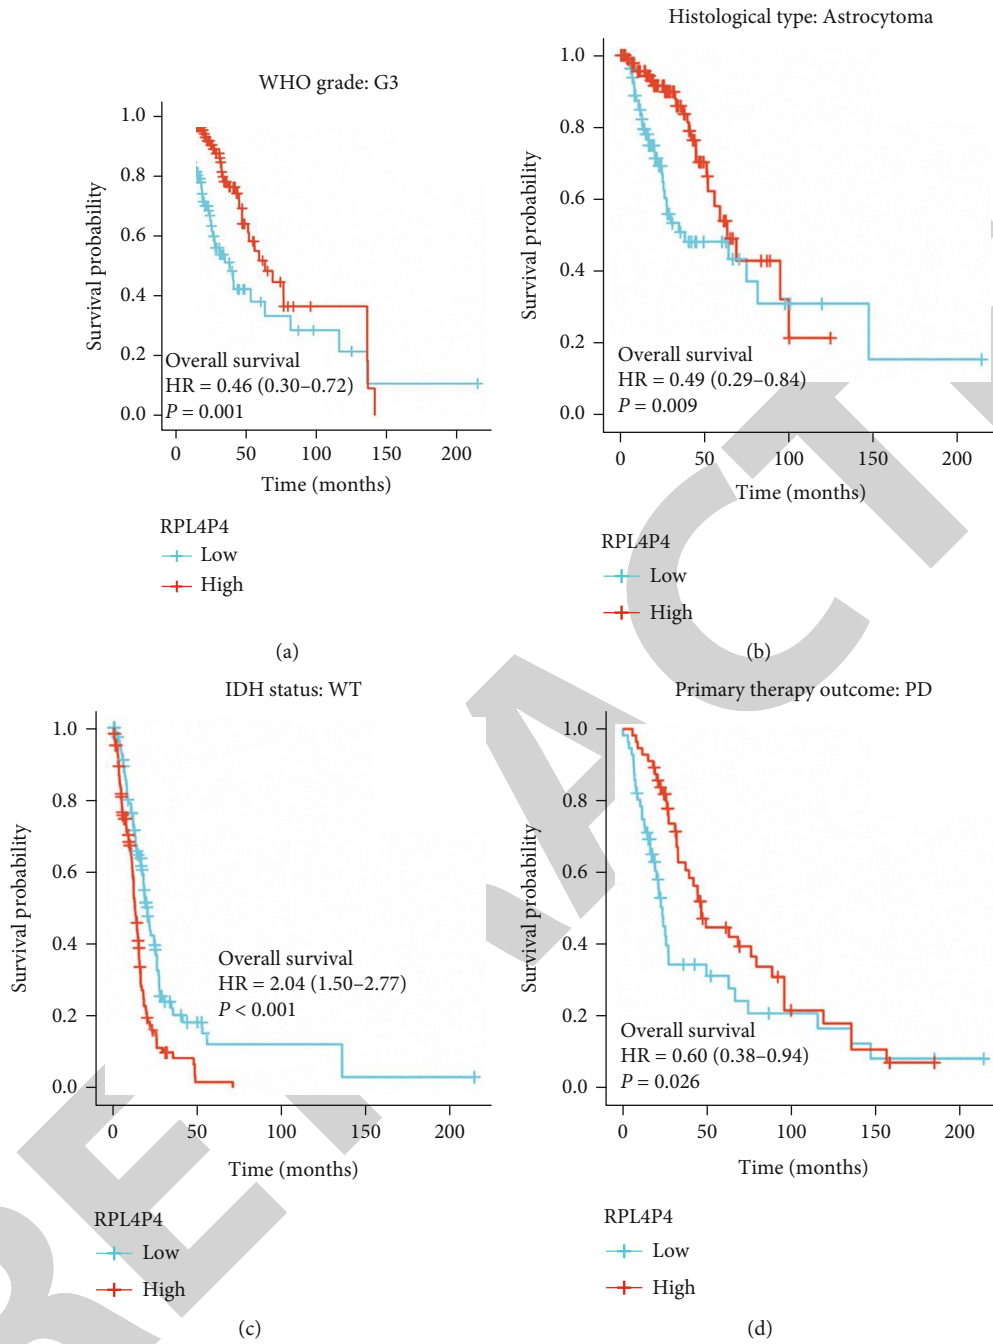 WHO grade: G3
1.0
0.8
0.6
0.4
0.2
0.0
Survival probability
Overall survival
HR = 0.46 (0.30–0.72)
P = 0.001
0 50 100 150 200
Time (months)
RPL4P4
Low
High
(a)
Histological type: Astrocytoma
1.0
0.8
0.6
0.4
0.2
0.0
Survival probability
Overall survival
HR = 0.49 (0.29–0.84)
P = 0.009
0 50 100 150 200
Time (months)
RPL4P4
Low
High
(b)
IDH status: WT
1.0
0.8
0.6
0.4
0.2
0.0
Survival probability
Overall survival
HR = 2.04 (1.50–2.77)
P < 0.001
0 50 100 150 200
Time (months)
RPL4P4
Low
High
(c)
Primary therapy outcome: PD
1.0
0.8
0.6
0.4
0.2
0.0
Survival probability
Overall survival
HR = 0.60 (0.38–0.94)
P = 0.026
0 50 100 150 200
Time (months)
RPL4P4
Low
High
(d)